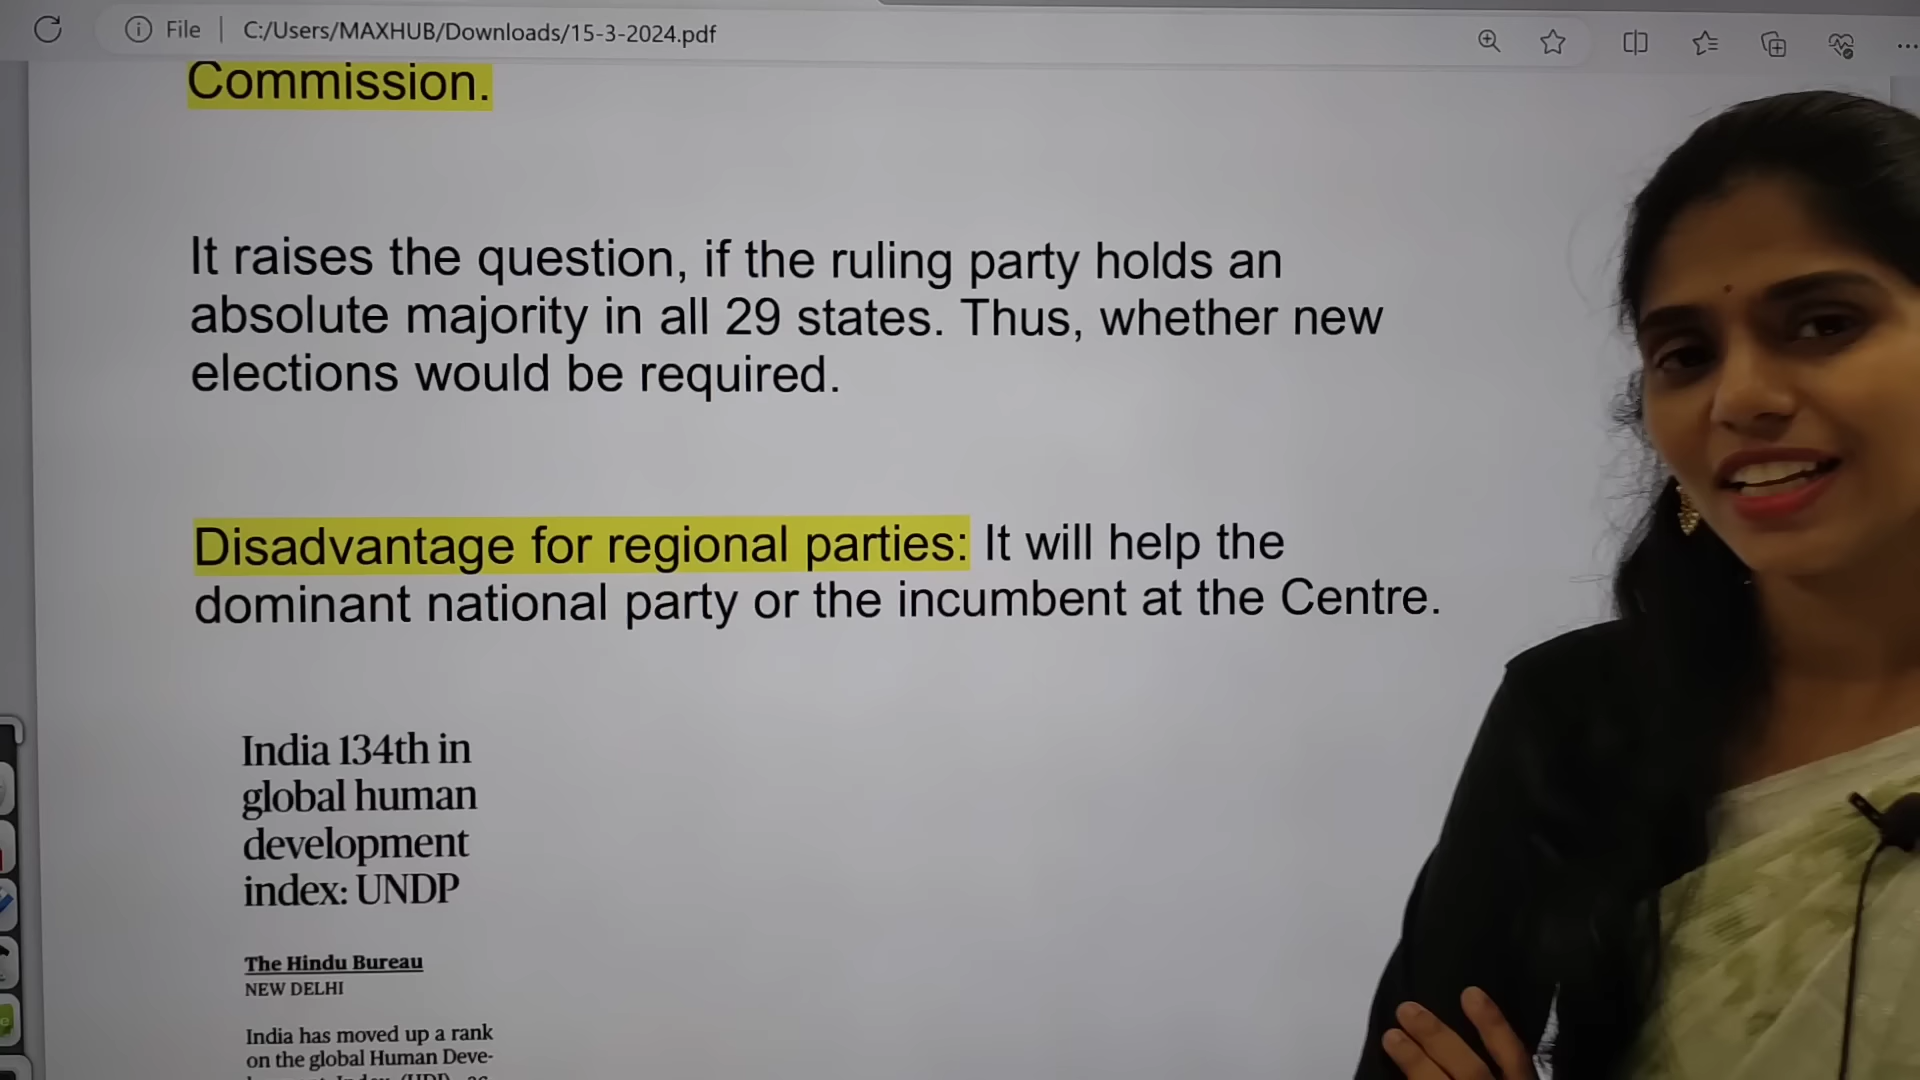 File | C:/Users/MAXHUB/Downloads/15-3-2024.pdf
Commission.
It raises the question, if the ruling party holds an
absolute majority in all 29 states. Thus, whether new
elections would be required.
Disadvantage for regional parties: It will help the
dominant national party or the incumbent at the Centre.
India 134th in
global human
development
index: UNDP
The Hindu Bureau
NEW DELHI
India has moved up a rank
on the global Human Deve-